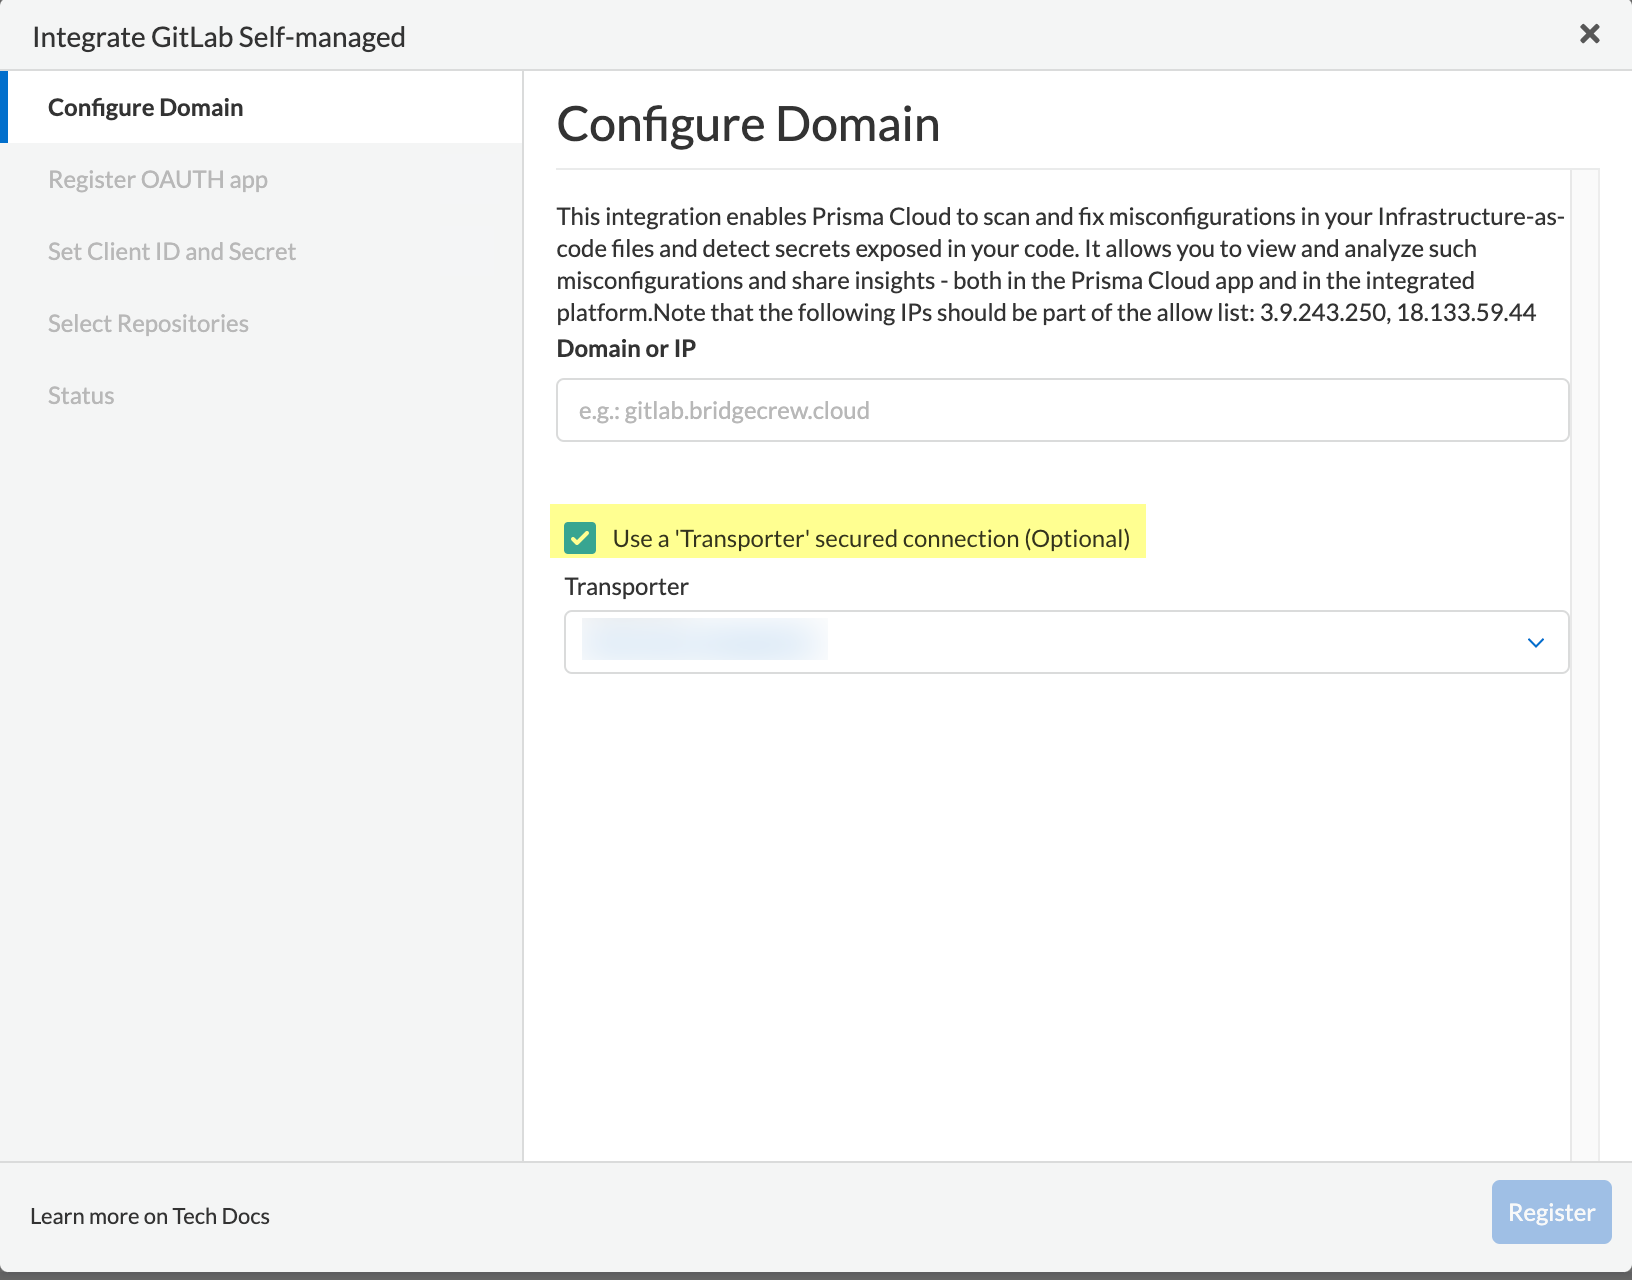 Integrate GitLab Self-managed
Configure Domain
Register OAUTH app
Set Client ID and Secret
Select Repositories
Status
Configure Domain
This integration enables Prisma Cloud to scan and fix misconfigurations in your Infrastructure-as-
code files and detect secrets exposed in your code. It allows you to view and analyze such
misconfigurations and share insights - both in the Prisma Cloud app and in the integrated
platform.Note that the following IPs should be part of the allow list: 3.9.243.250, 18.133.59.44
Domain or IP
e.g.: gitlab.bridgecrew.cloud
Use a 'Transporter' secured connection (Optional)
Transporter
Learn more on Tech Docs
Register